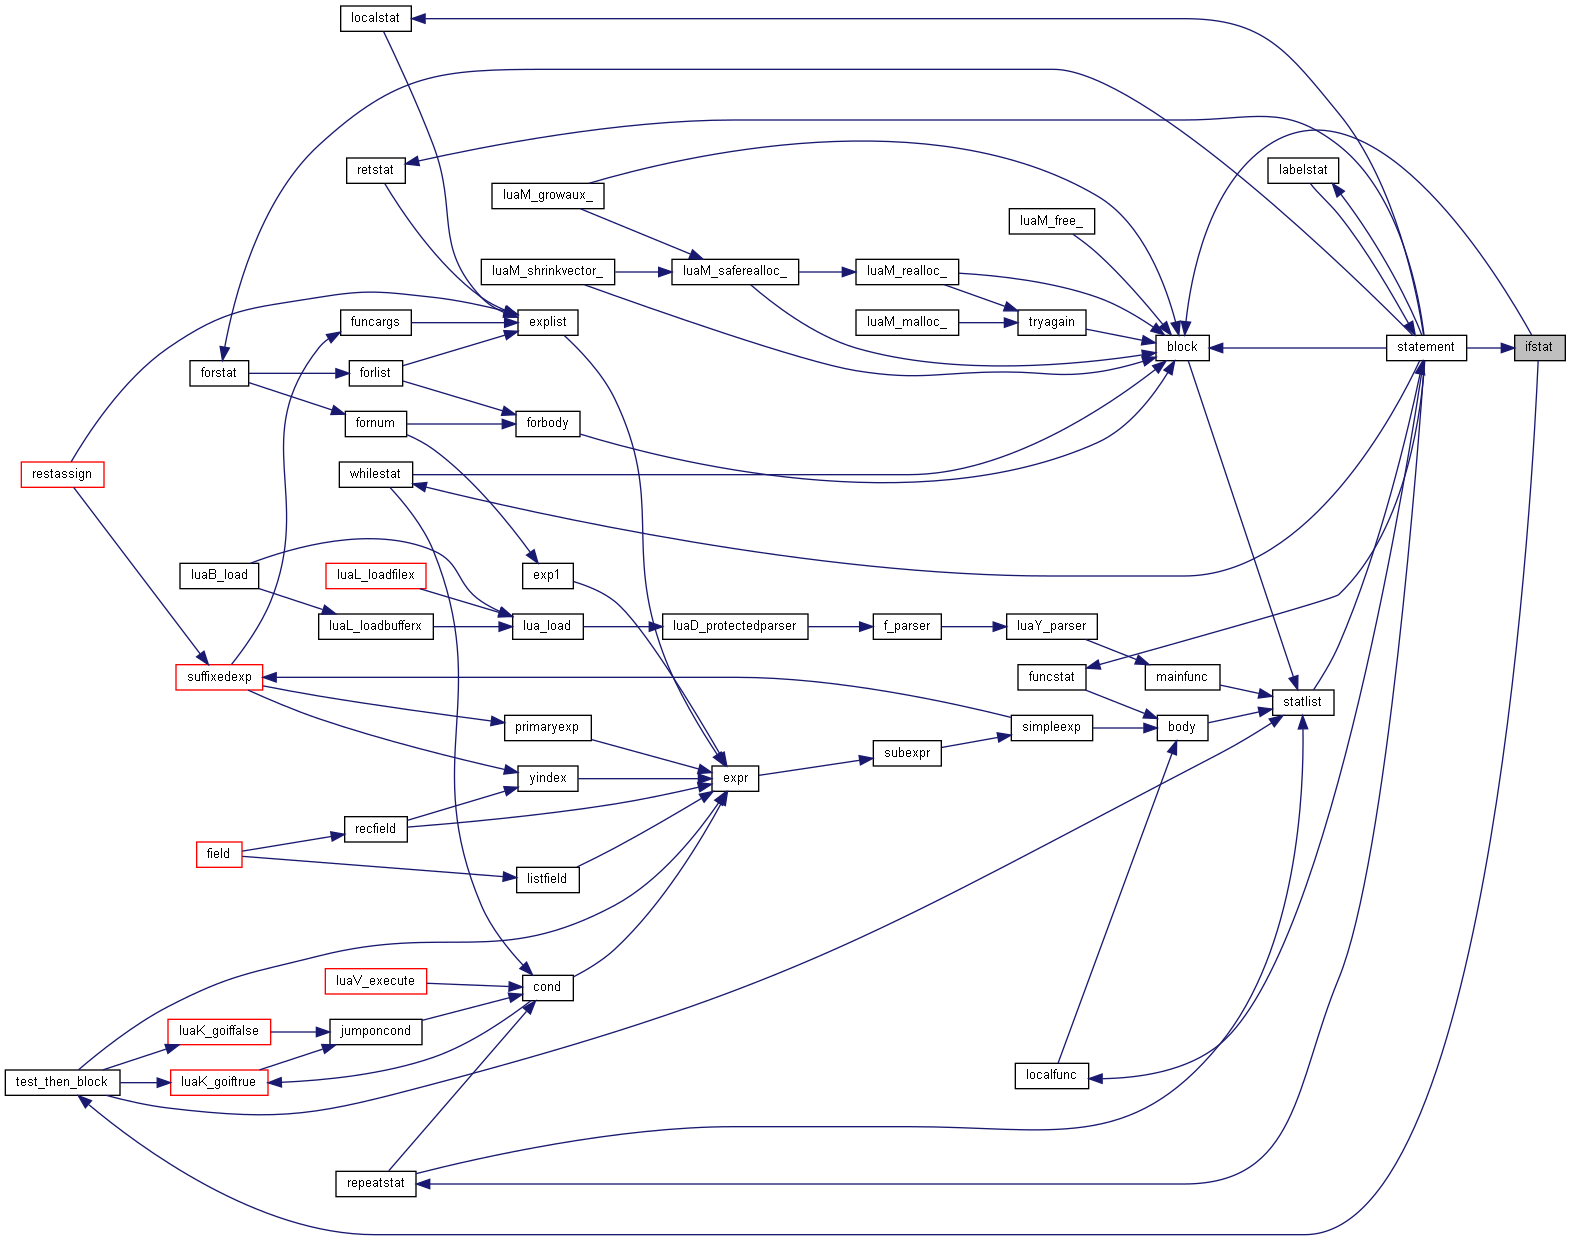 localstat
retstat
labelstat
luaM_growaux_
luaM_free_
luaM_shrinkvector_
luaM_saferealloc_
luaM_realloc_
funcargs
explist
luaM_malloc_
tryagain
block
statement
ifstat
forstat
forlist
fornum
forbody
restassign
whilestat
luaB_load
luaL_loadfilex
exp1
luaL_loadbufferx
lua_load
luaD_protectedparser
f_parser
luaY_parser
suffixedexp
funcstat
mainfunc
statlist
primaryexp
simpleexp
body
subexpr
yindex
expr
recfield
field
listfield
luaV_execute
cond
luaK_goiffalse
jumponcond
test_then_block
luaK_goiftrue
localfunc
repeatstat